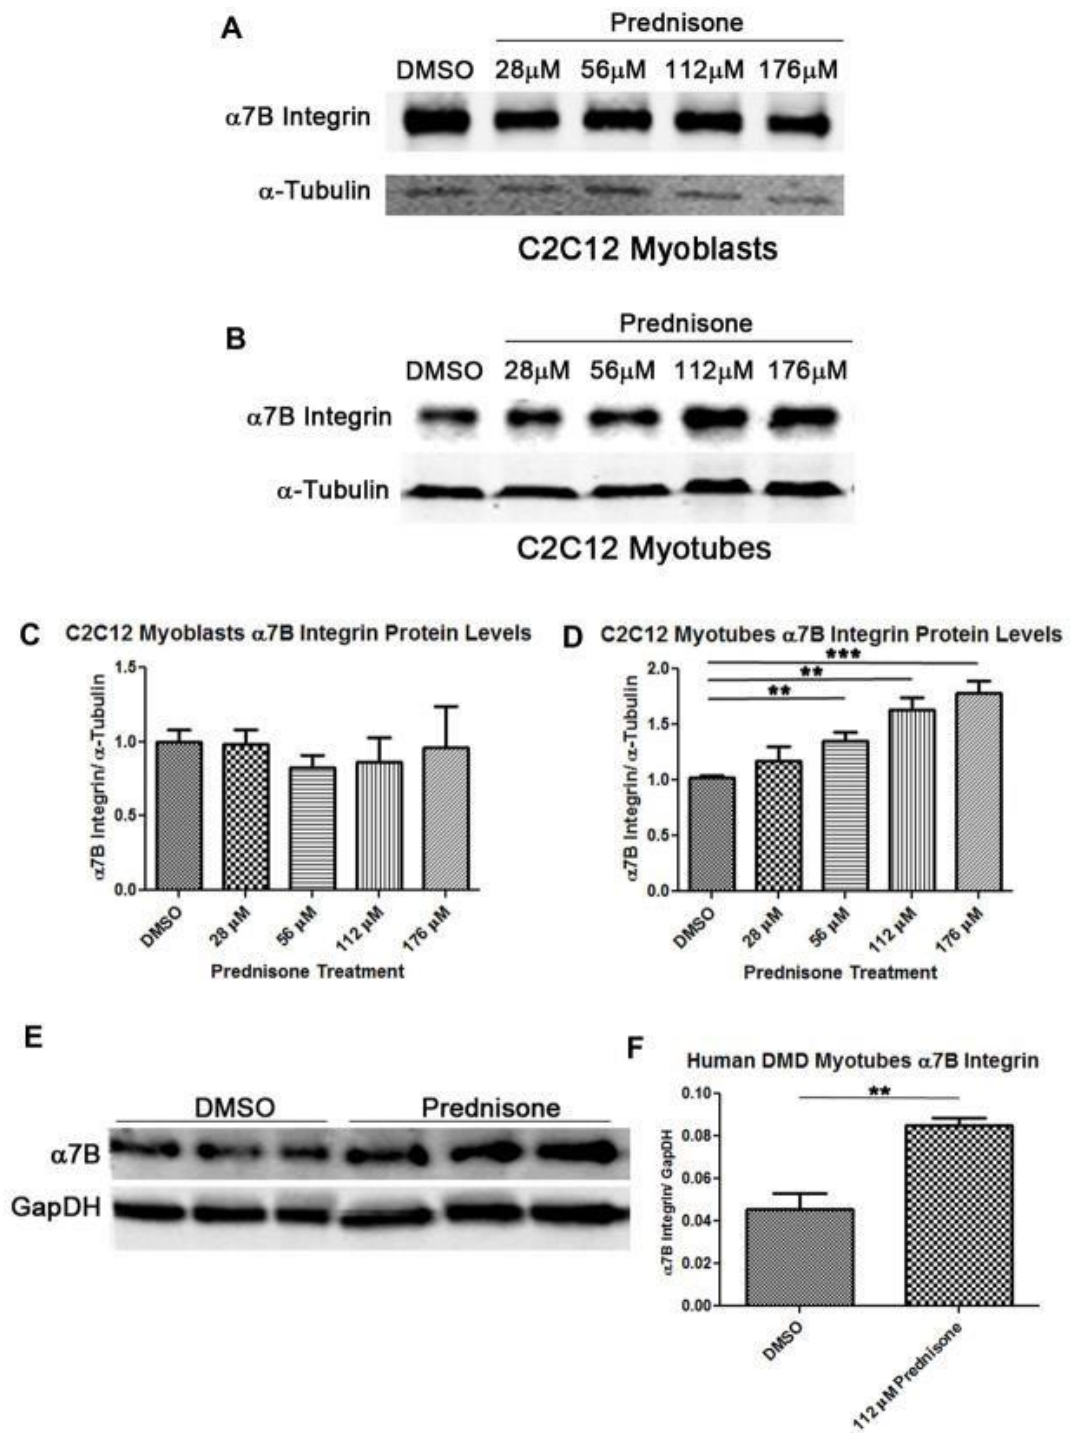 A
Prednisone
DMSO 28µM 56µM 112µM 176µM
α7B Integrin
α-Tubulin
C2C12 Myoblasts
B
Prednisone
DMSO 28µM 56µM 112µM 176µM
α7B Integrin
α-Tubulin
C2C12 Myotubes
C C2C12 Myoblasts α7B Integrin Protein Levels
α7B Integrin/ α-Tubulin
1.5
1.0
0.5
0.0
DMSO 28 µM 56 µM 112 µM 176 µM
Prednisone Treatment
D C2C12 Myotubes α7B Integrin Protein Levels
α7B Integrin/ α-Tubulin
2.0
1.5
1.0
0.5
0.0
***
**
**
DMSO 28 µM 56 µM 112 µM 176 µM
Prednisone Treatment
E
DMSO Prednisone
α7B
GapDH
F
Human DMD Myotubes α7B Integrin
α7B Integrin/ GapDH
0.10
0.08
0.06
0.04
0.02
0.00
**
DMSO 112 µM Prednisone